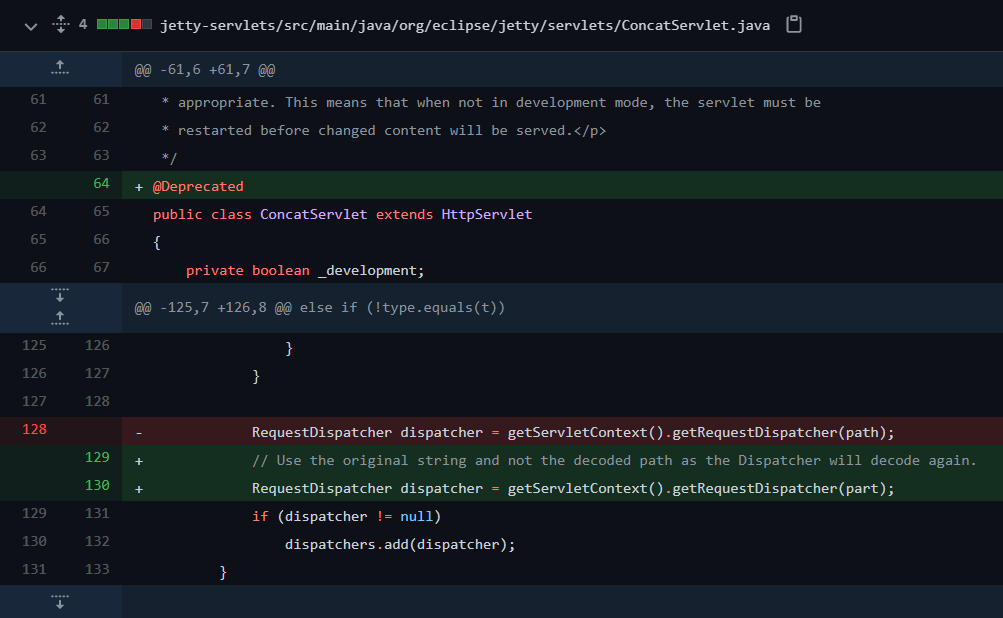 4 jetty-servlets/src/main/java/org/eclipse/jetty/servlets/ConcatServlet.java
@@ -61,6 +61,7 @@
61 61 * appropriate. This means that when not in development mode, the servlet must be
62 62 * restarted before changed content will be served.</p>
63 63 */
64 + @Deprecated
64 65 public class ConcatServlet extends HttpServlet
65 66 {
66 67 private boolean _development;
@@ -125,7 +126,8 @@ else if (!type.equals(t))
125 126 }
126 127 }
127 128
128 - RequestDispatcher dispatcher = getServletContext().getRequestDispatcher(path);
129 + // Use the original string and not the decoded path as the Dispatcher will decode again.
130 + RequestDispatcher dispatcher = getServletContext().getRequestDispatcher(part);
129 131 if (dispatcher != null)
130 132 dispatchers.add(dispatcher);
131 133 }